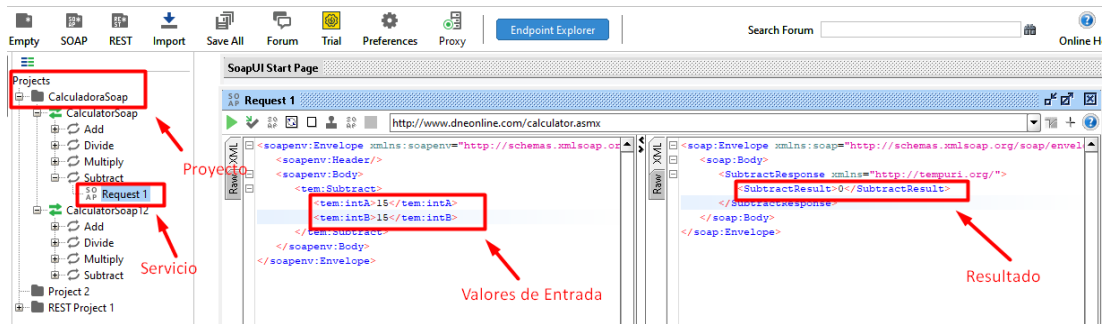 Empty SOAP REST Import Save All Forum Trial Preferences Proxy Endpoint Explorer Search Forum Online H
Projects
CalculadoraSoap
CalculatorSoap
Add
Divide
Multiply
Subtract
Request 1
CalculatorSoap12
Add
Divide
Multiply
Subtract
Project 2
REST Project 1
Proyecto
Servicio
SoapUI Start Page
Request 1
http://www.dneonline.com/calculator.asmx
XML
Raw
<soapenv:Envelope xmlns:soapenv="http://schemas.xmlsoap.or
<soapenv:Header/>
<soapenv:Body>
<tem:Subtract>
<tem:intA>15</tem:intA>
<tem:intB>15</tem:intB>
</tem:Subtract>
</soapenv:Body>
</soapenv:Envelope>
Valores de Entrada
XML
Raw
<soap:Envelope xmlns:soap="http://schemas.xmlsoap.org/soap/envel
<soap:Body>
<SubtractResponse xmlns="http://tempuri.org/">
<SubtractResult>0</SubtractResult>
</SubtractResponse>
</soap:Body>
</soap:Envelope>
Resultado